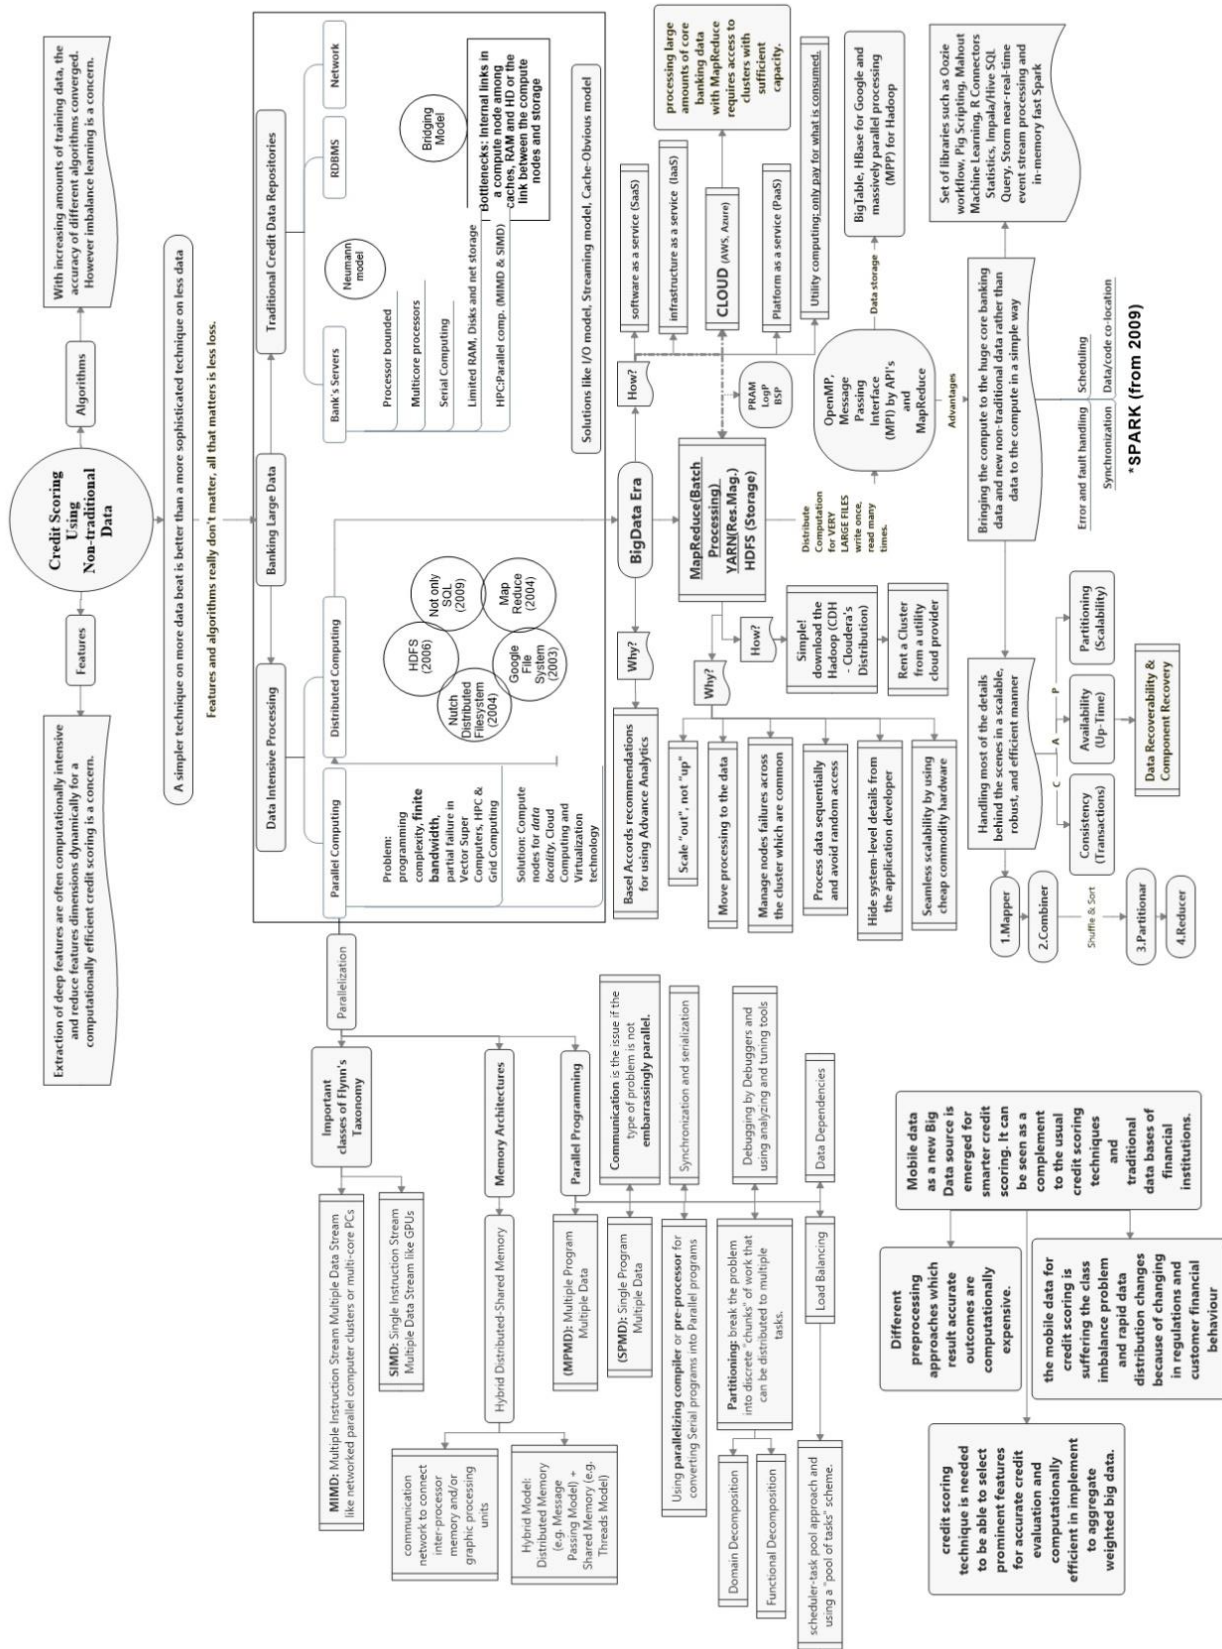 Credit Scoring
Using
Non-traditional
Data
Features
Algorithms
Extraction of deep features are often computationally intensive
and reduce features dimensions dynamically for a
computationally efficient credit scoring is a concern.
With increasing amounts of training data, the
accuracy of different algorithms converged.
However imbalance learning is a concern.
A simpler technique on more data beat is better than a more sophisticated technique on less data
Features and algorithms really don't matter, all that matters is less loss.
Data Intensive Processing
Banking Large Data
Traditional Credit Data Repositories
Parallel Computing
Distributed Computing
Bank's Servers
RDBMS
Network
Problem:
programming
complexity, finite
bandwidth,
partial failure in
Vector Super
Computers, HPC &
Grid Computing
Solution: Compute
nodes for data
locality, Cloud
Computing and
Virtualization
technology
HDFS
(2006)
Not only
SQL
(2009)
Map
Reduce
(2004)
Google
File
System
(2003)
Nutch
Distributed
Filesystem
(2004)
Neumann
model
Bridging
Model
Processor bounded
Multicore processors
Serial Computing
Limited RAM, Disks and net storage
HPC:Parallel comp. (MIMD & SIMD)
Bottlenecks: Internal links in
a compute node among
caches, RAM and HD or the
link between the compute
nodes and storage
Solutions like I/O model, Streaming model, Cache-Obvious model
Parallelization
Important
classes of Flynn's
Taxonomy
MIMD: Multiple Instruction Stream Multiple Data Stream
like networked parallel computer clusters or multi-core PCs
SIMD: Single Instruction Stream
Multiple Data Stream like GPUs
Memory Architectures
Hybrid Distributed-Shared Memory
communication
network to connect
inter-processor
memory and/or
graphic processing
units
Hybrid Model:
Distributed Memory
(e.g. Message
Passing Model) +
Shared Memory (e.g.
Threads Model)
Parallel Programming
(MPMD): Multiple Program
Multiple Data
(SPMD): Single Program
Multiple Data
Communication is the issue if the
type of problem is not
embarrassingly parallel.
Using parallelizing compiler or pre-processor for
converting Serial programs into Parallel programs
Synchronization and serialization
Domain Decomposition
Functional Decomposition
Partitioning: break the problem
into discrete "chunks" of work that
can be distributed to multiple
tasks.
Debugging by Debuggers and
using analyzing and tuning tools
scheduler-task pool approach and
using a "pool of tasks" scheme.
Load Balancing
Data Dependencies
BigData Era
Why?
How?
Basel Accords recommendations
for using Advance Analytics
software as a service (SaaS)
infrastructure as a service (IaaS)
CLOUD (AWS, Azure)
Platform as a service (PaaS)
Utility computing; only pay for what is consumed.
processing large
amounts of core
banking data
with MapReduce
requires access to
clusters with
sufficient
capacity.
PRAM
LogP
BSP
MapReduce(Batch
Processing)
YARN(Res.Mag.)
HDFS (Storage)
Why?
How?
Scale "out", not "up"
Move processing to the data
Manage nodes failures across
the cluster which are common
Process data sequentially
and avoid random access
Hide system-level details from
the application developer
Seamless scalability by using
cheap commodity hardware
Simple!
download the
Hadoop (CDH
- Cloudera's
Distribution)
Rent a Cluster
from a utility
cloud provider
Distribute
Computation
for VERY
LARGE FILES
write once,
read many
times.
OpenMP,
Message
Passing
Interface
(MPI) by API's
and
MapReduce
Data storage
BigTable, HBase for Google and
massively parallel processing
(MPP) for Hadoop
Advantages
Bringing the compute to the huge core banking
data and new non-traditional data rather than
data to the compute in a simple way
Set of libraries such as Oozie
workflow, Pig Scripting, Mahout
Machine Learning, R Connectors
Statistics, Impala/Hive SQL
Query, Storm near-real-time
event stream processing and
in-memory fast Spark
Error and fault handling
Scheduling
Synchronization
Data/code co-location
*SPARK (from 2009)
Handling most of the details
behind the scenes in a scalable,
robust, and efficient manner
C
A
P
Consistency
(Transactions)
Availability
(Up-Time)
Partitioning
(Scalability)
Data Recoverability &
Component Recovery
1.Mapper
2.Combiner
Shuffle & Sort
3.Partitionar
4.Reducer
Mobile data
as a new Big
Data source is
emerged for
smarter credit
scoring. It can
be seen as a
complement
to the usual
credit scoring
techniques
and
traditional
data bases of
financial
institutions.
Different
preprocessing
approaches which
result accurate
outcomes are
computationally
expensive.
the mobile data for
credit scoring is
suffering the class
imbalance problem
and rapid data
distribution changes
because of changing
in regulations and
customer financial
behaviour
credit scoring
technique is needed
to be able to select
prominent features
for accurate credit
evaluation and
computationally
efficient in implement
to aggregate
weighted big data.